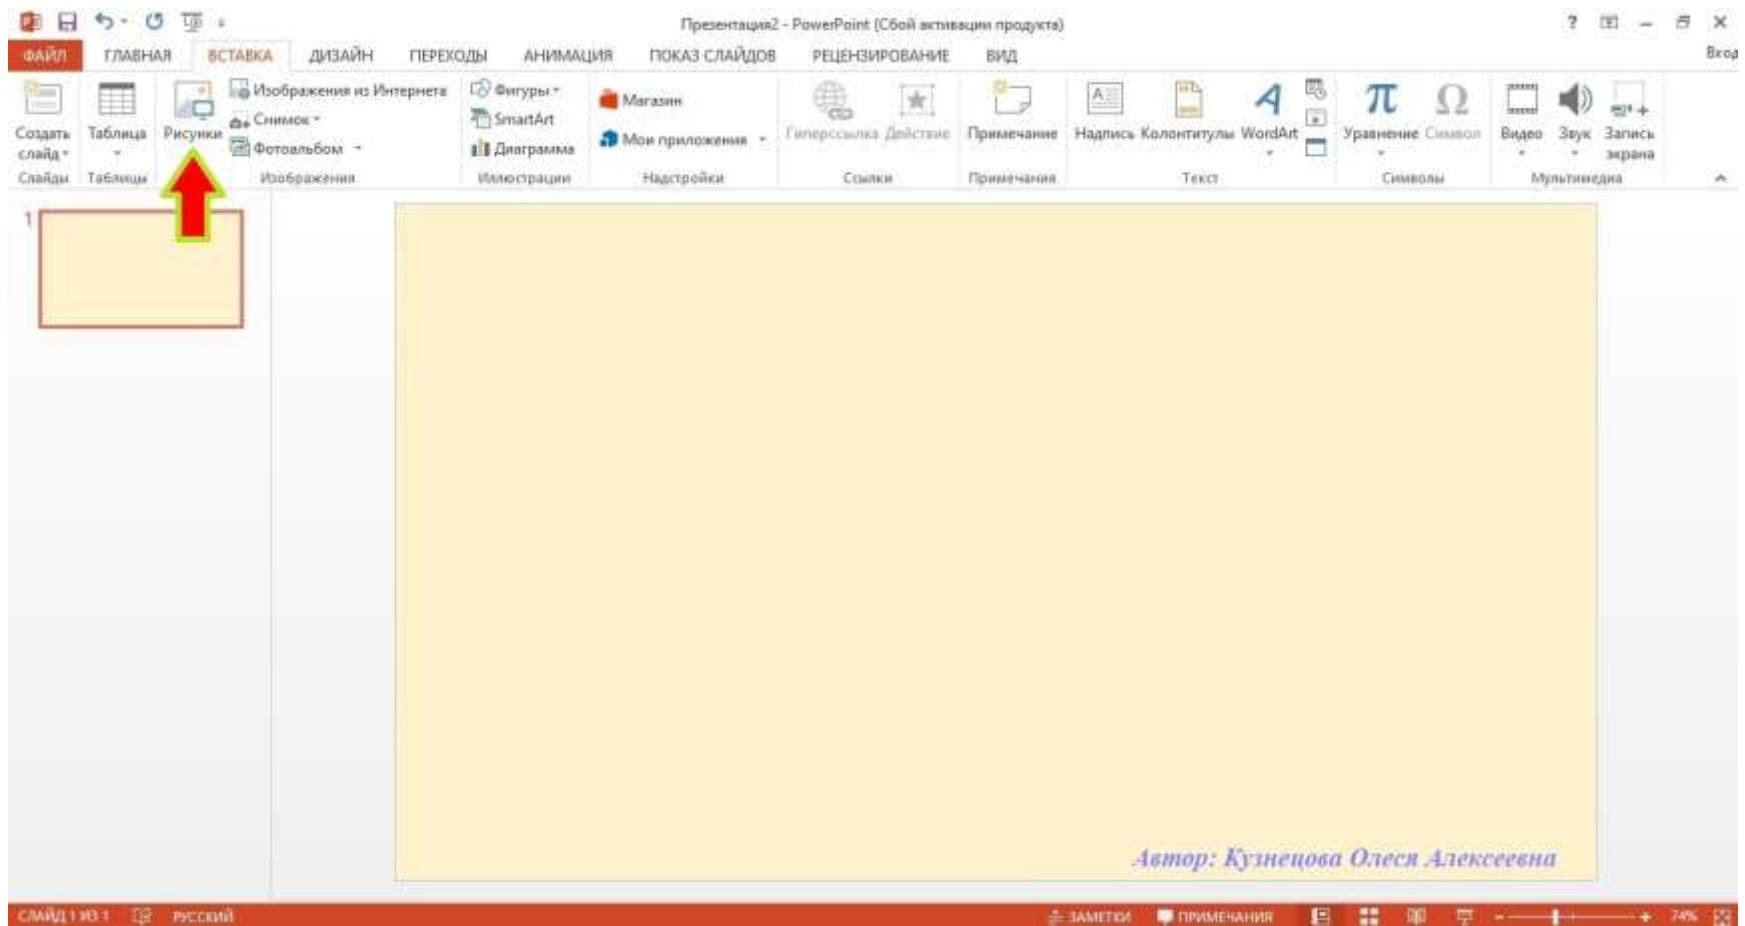 Презентация2 - PowerPoint (Сбой активации продукта)
ФАЙЛ ГЛАВНАЯ ВСТАВКА ДИЗАЙН ПЕРЕХОДЫ АНИМАЦИЯ ПОКАЗ СЛАЙДОВ РЕЦЕНЗИРОВАНИЕ ВИД Вход
Создать слайд
Таблица
Рисунки
Изображения из Интернета
Снимок
Фотоальбом
Фигуры
SmartArt
Диаграмма
Магазин
Мои приложения
Гиперссылка Действие
Примечание
Надпись Колонтитулы WordArt
Уравнение Символ
Видео Звук Запись экрана
Слайды Таблицы Изображения Иллюстрации Надстройки Ссылки Примечания Текст Символы Мультимедиа
1
Автор: Кузнецова Олеся Алексеевна
СЛАЙД 1 ИЗ 1 РУССКИЙ ЗАМЕТКИ ПРИМЕЧАНИЯ 74%